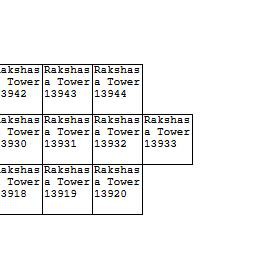 akshas Rakshas Rakshas
Tower a Tower a Tower
3942 13943 13944
akshas Rakshas Rakshas Rakshas
Tower a Tower a Tower a Tower
3930 13931 13932 13933
akshas Rakshas Rakshas
Tower a Tower a Tower
3918 13919 13920